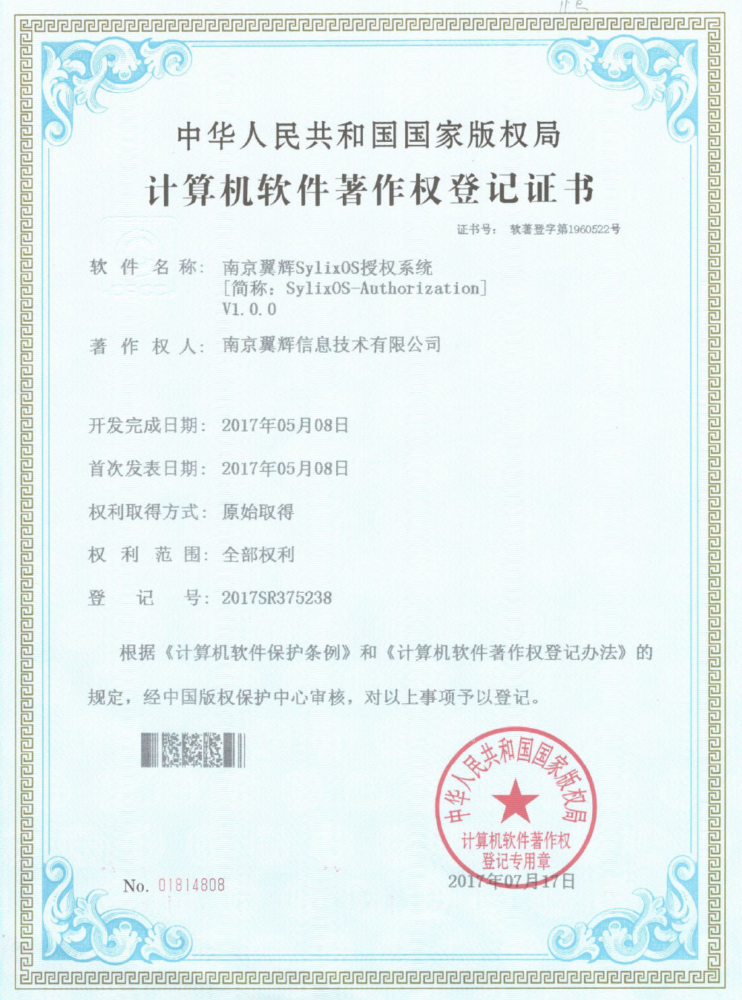 中华人民共和国国家版权局
计算机软件著作权登记证书
证书号： 软著登字第1960522号
软件名称： 南京翼辉SylixOS授权系统
[简称：SylixOS-Authorization]
V1.0.0
著作权人： 南京翼辉信息技术有限公司
开发完成日期： 2017年05月08日
首次发表日期： 2017年05月08日
权利取得方式： 原始取得
权利范围： 全部权利
登记号： 2017SR375238
根据《计算机软件保护条例》和《计算机软件著作权登记办法》的
规定，经中国版权保护中心审核，对以上事项予以登记。
中华人民共和国国家版权局
计算机软件著作权
登记专用章
No. 01814808
2017年07月17日